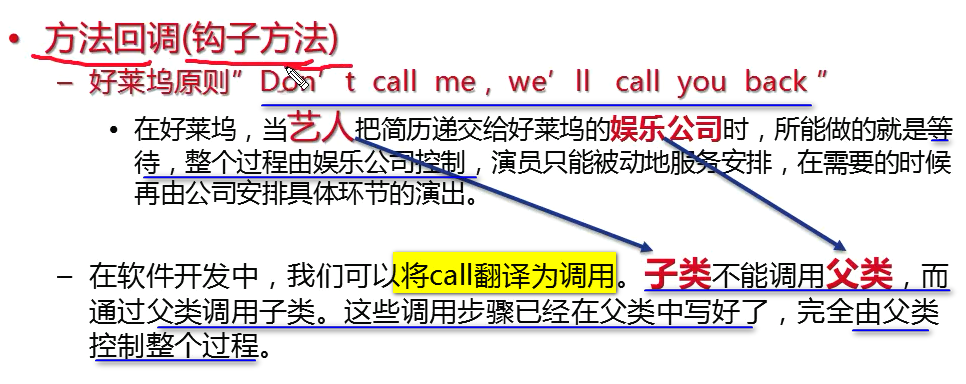 • 方法回调(钩子方法)
– 好莱坞原则”Don’t call me，we’ll call you back”
• 在好莱坞，当艺人把简历递交给好莱坞的娱乐公司时，所能做的就是等
待，整个过程由娱乐公司控制，演员只能被动地服务安排，在需要的时候
再由公司安排具体环节的演出。
– 在软件开发中，我们可以将call翻译为调用。子类不能调用父类，而
通过父类调用子类。这些调用步骤已经在父类中写好了，完全由父类
控制整个过程。